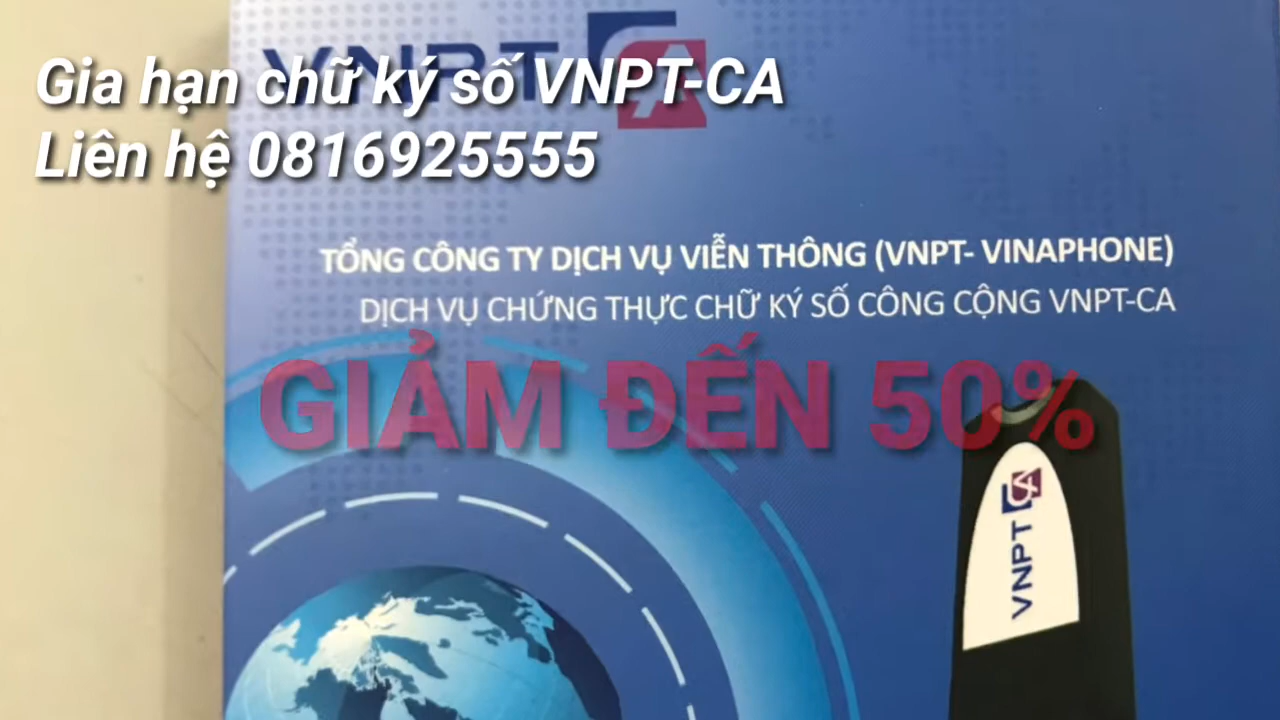 VNPT CA
Gia hạn chữ ký số VNPT-CA
Liên hệ 0816925555
TỔNG CÔNG TY DỊCH VỤ VIỄN THÔNG (VNPT- VINAPHONE)
DỊCH VỤ CHỨNG THỰC CHỮ KÝ SỐ CÔNG CỘNG VNPT-CA
GIẢM ĐẾN 50%
VNPT CA